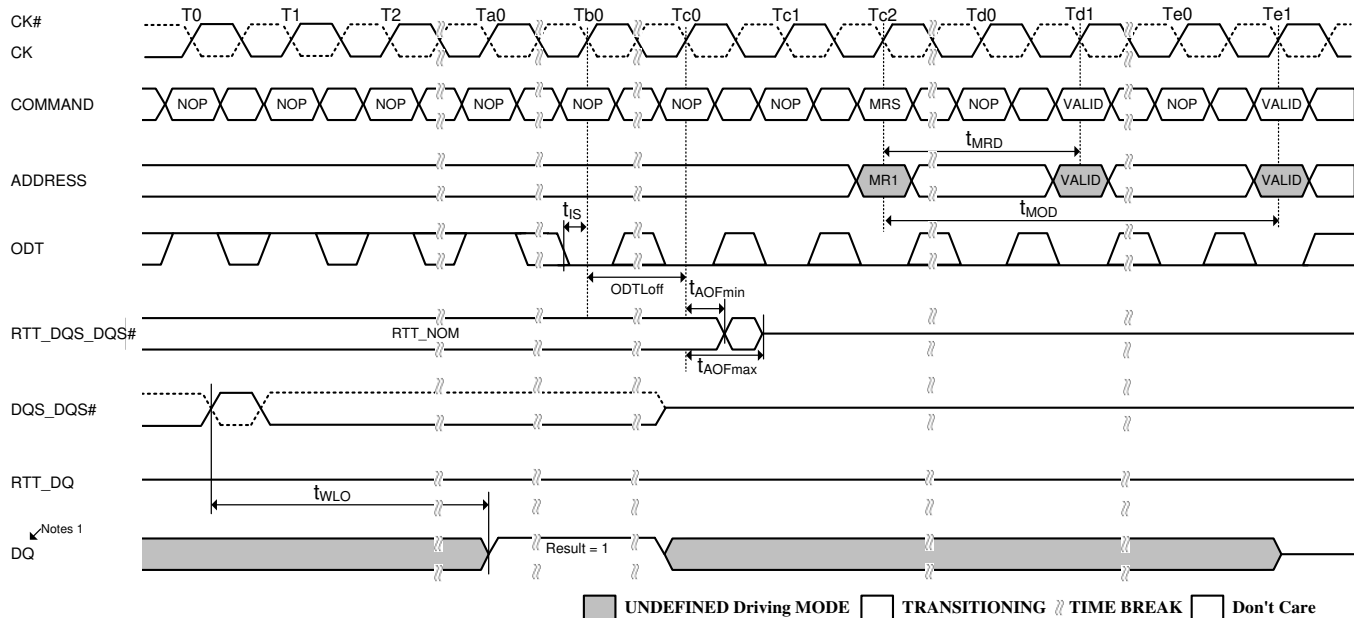 T0 T1 T2 Ta0 Tb0 Tc0 Tc1 Tc2 Td0 Td1 Te0 Te1
CK#
CK
COMMAND NOP NOP NOP NOP NOP NOP NOP MRS NOP VALID NOP VALID
tMRD
ADDRESS MR1 VALID VALID
tIS tMOD
ODT
ODTLoff tAOFmin
RTT_DQS_DQS# RTT_NOM
tAOFmax
DQS_DQS#
RTT_DQ
tWLO
Notes 1
DQ Result = 1
UNDEFINED Driving MODE TRANSITIONING TIME BREAK Don't Care